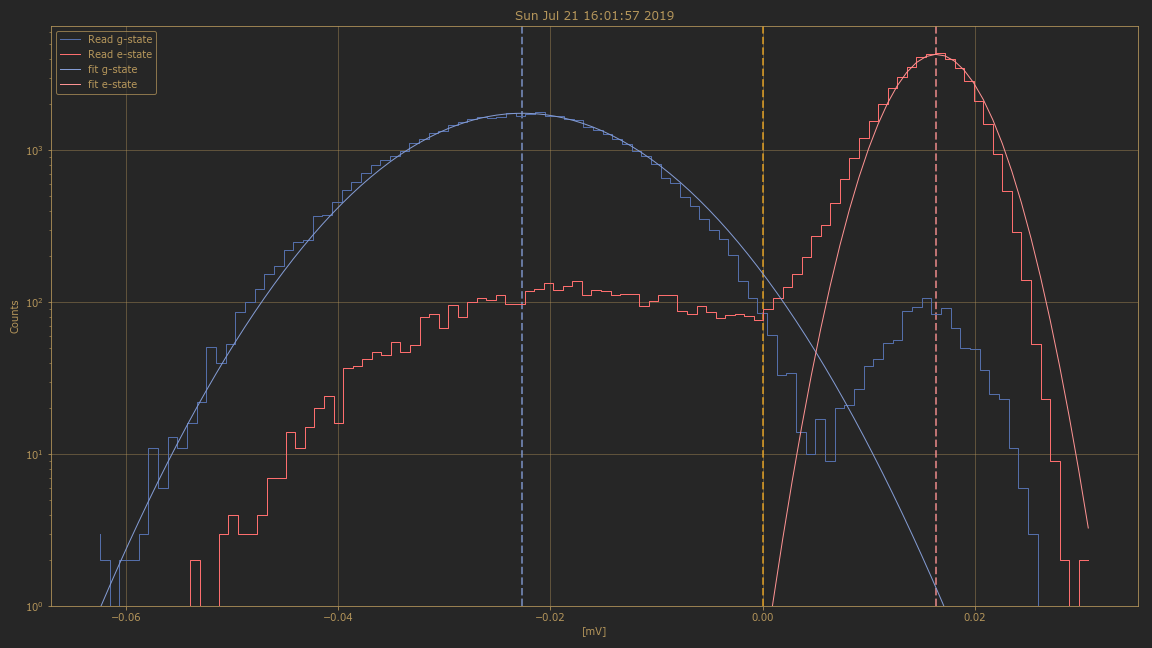 Sun Jul 21 16:01:57 2019
Read g-state
Read e-state
fit g-state
fit e-state
Counts
10³
10²
10¹
10⁰
−0.06
−0.04
−0.02
0.00
0.02
[mV]